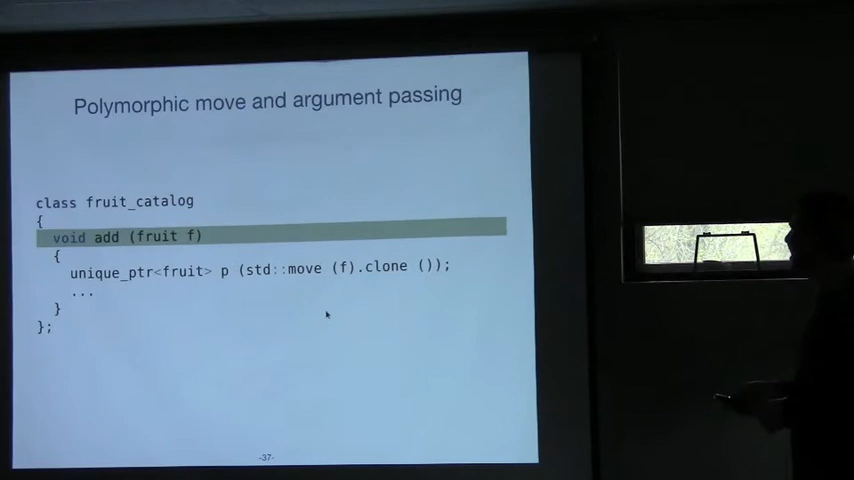 Polymorphic move and argument passing
class fruit_catalog
{
void add (fruit f)
{
unique_ptr<fruit> p (std::move (f).clone ());
...
}
};
-37-